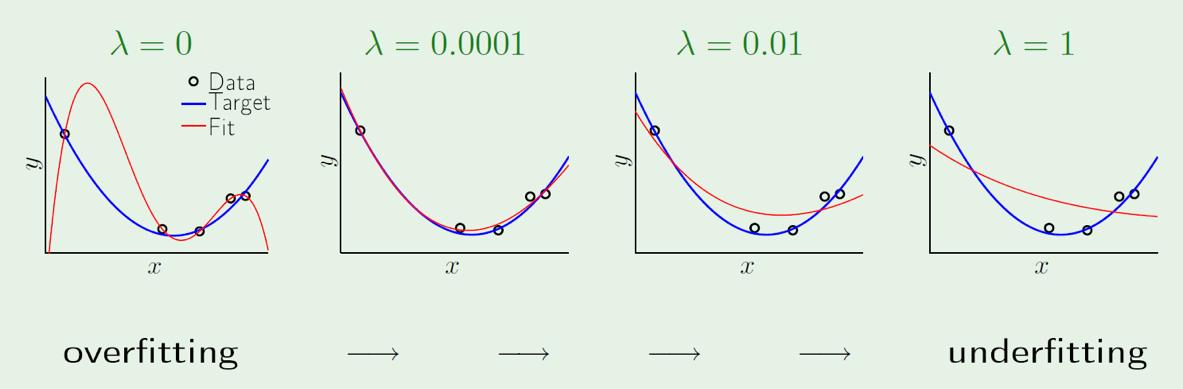 λ = 0
λ = 0.0001
λ = 0.01
λ = 1
Data
Target
Fit
y
x
y
x
y
x
y
x
overfitting → → → → underfitting